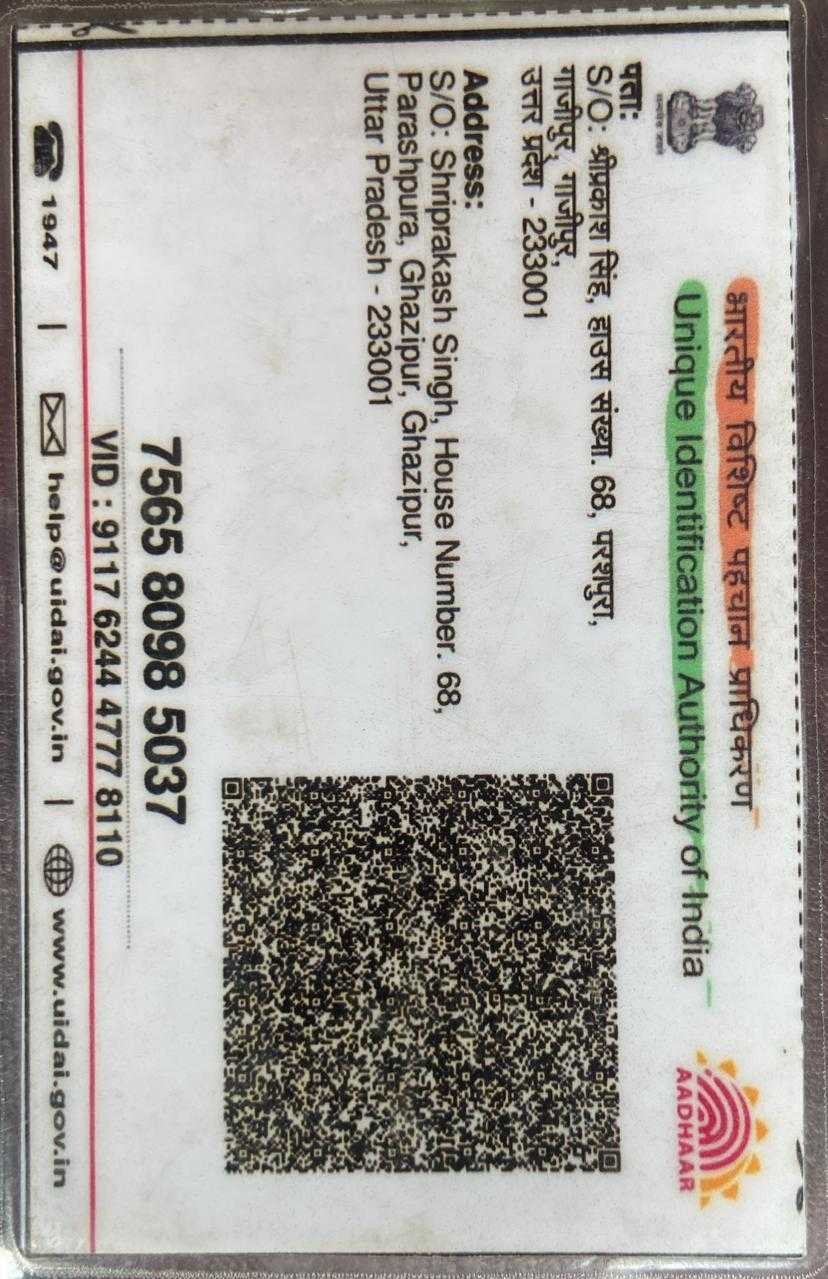 भारतीय विशिष्ट पहचान प्राधिकरण
Unique Identification Authority of India
AADHAAR
पता:
S/O: श्रीप्रकाश सिंह, हाउस संख्या. 68, परशपुरा,
गाजीपुर, गाजीपुर,
उत्तर प्रदेश - 233001
Address:
S/O: Shriprakash Singh, House Number. 68,
Parashpura, Ghazipur, Ghazipur,
Uttar Pradesh - 233001
7565 8098 5037
VID : 9117 6244 4777 8110
1947 | help@uidai.gov.in | www.uidai.gov.in